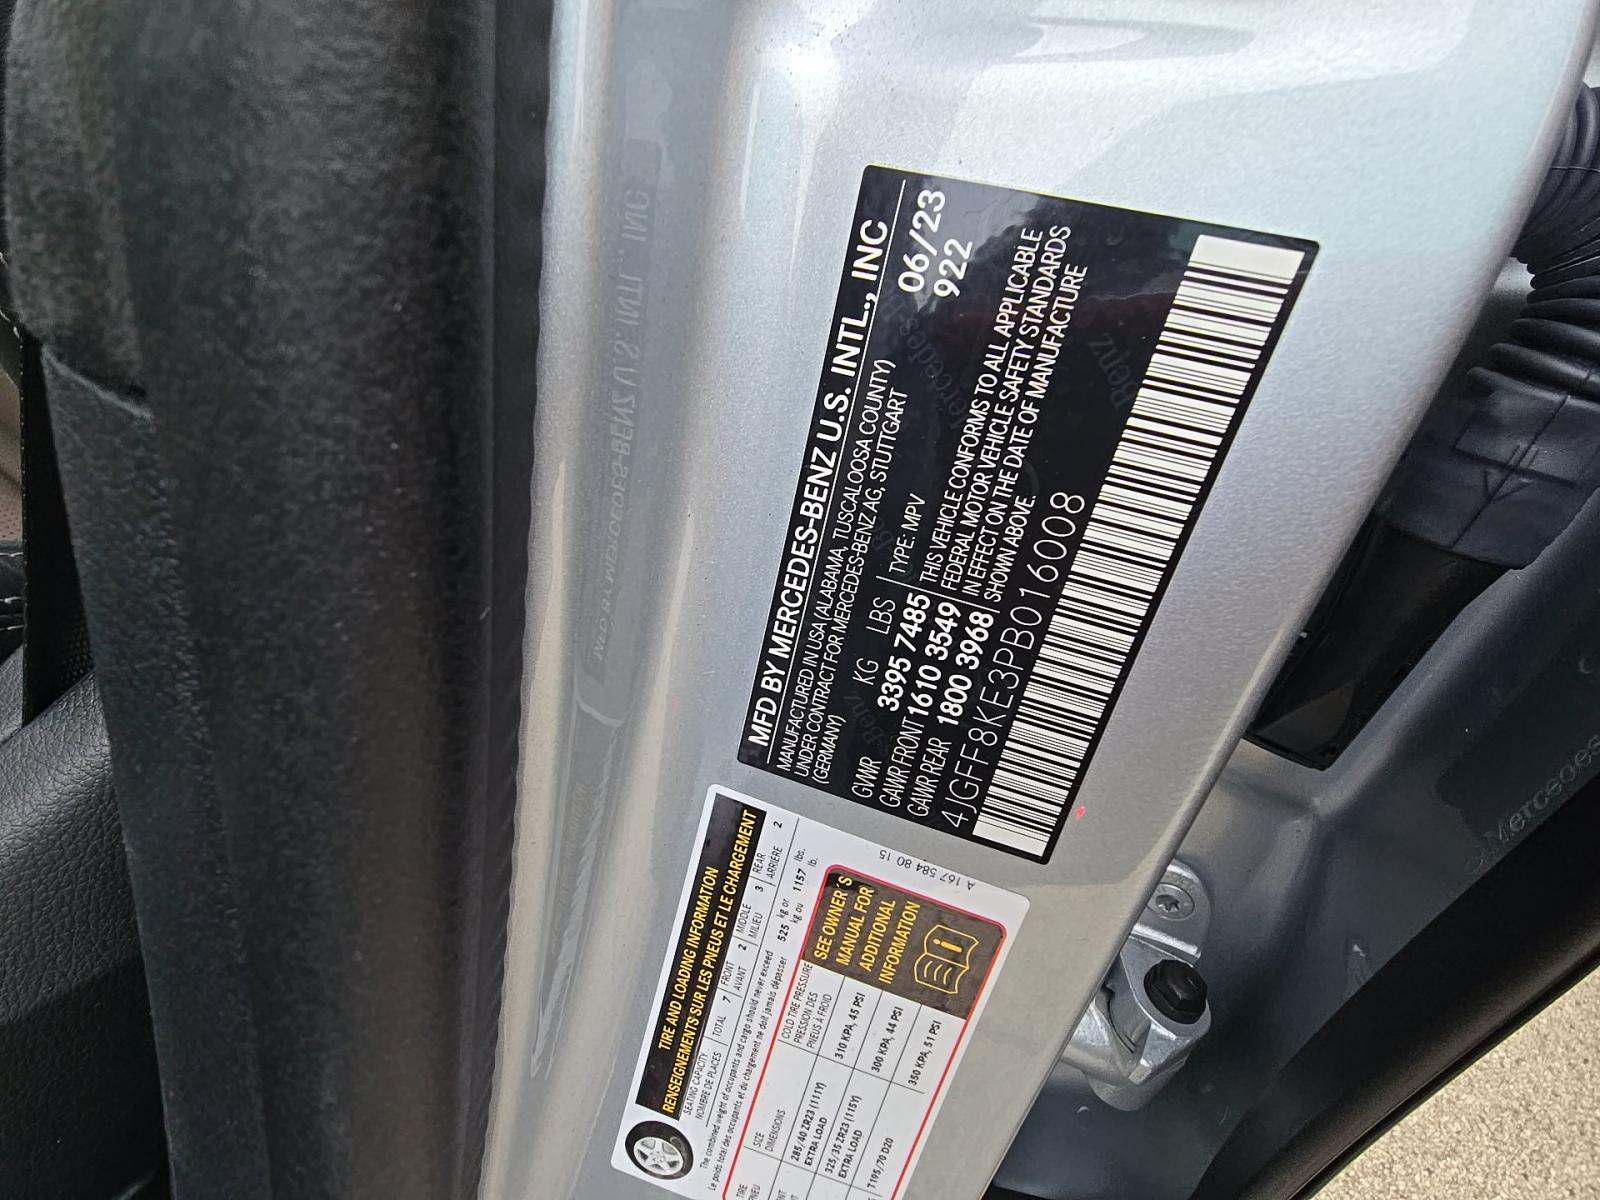 MFD BY MERCEDES-BENZ U.S. INTL., INC
MANUFACTURED IN USA (ALABAMA, TUSCALOOSA COUNTY)
UNDER CONTRACT FOR MERCEDES-BENZ AG, STUTTGART
(GERMANY)
06/23
922
KG LBS TYPE: MPV
GVWR 3395 7485
GAWR FRONT 1610 3549
GAWR REAR 1800 3968
THIS VEHICLE CONFORMS TO ALL APPLICABLE
FEDERAL MOTOR VEHICLE SAFETY STANDARDS
IN EFFECT ON THE DATE OF MANUFACTURE
SHOWN ABOVE.
4JGFF8KE3PB016008
TIRE AND LOADING INFORMATION
RENSEIGNEMENTS SUR LES PNEUS ET LE CHARGEMENT
SEATING CAPACITY TOTAL 7 FRONT 2 MIDDLE 3 REAR 2
NOMBRE DE PLACES AVANT MILIEU ARRIÈRE
The combined weight of occupants and cargo should never exceed 525 kg or 1157 lbs.
Le poids total des occupants et du chargement ne doit jamais dépasser kg ou lb.
TIRE SIZE COLD TIRE PRESSURE
PNEU DIMENSIONS PRESSION DES
PNEUS À FROID
285/40 ZR23 (111Y)
EXTRA LOAD
310 KPA, 45 PSI
325/35 ZR23 (115Y)
EXTRA LOAD
300 KPA, 44 PSI
T195/70 D20
350 KPA, 51 PSI
SEE OWNER'S
MANUAL FOR
ADDITIONAL
INFORMATION
A 167 584 80 15
Mercedes